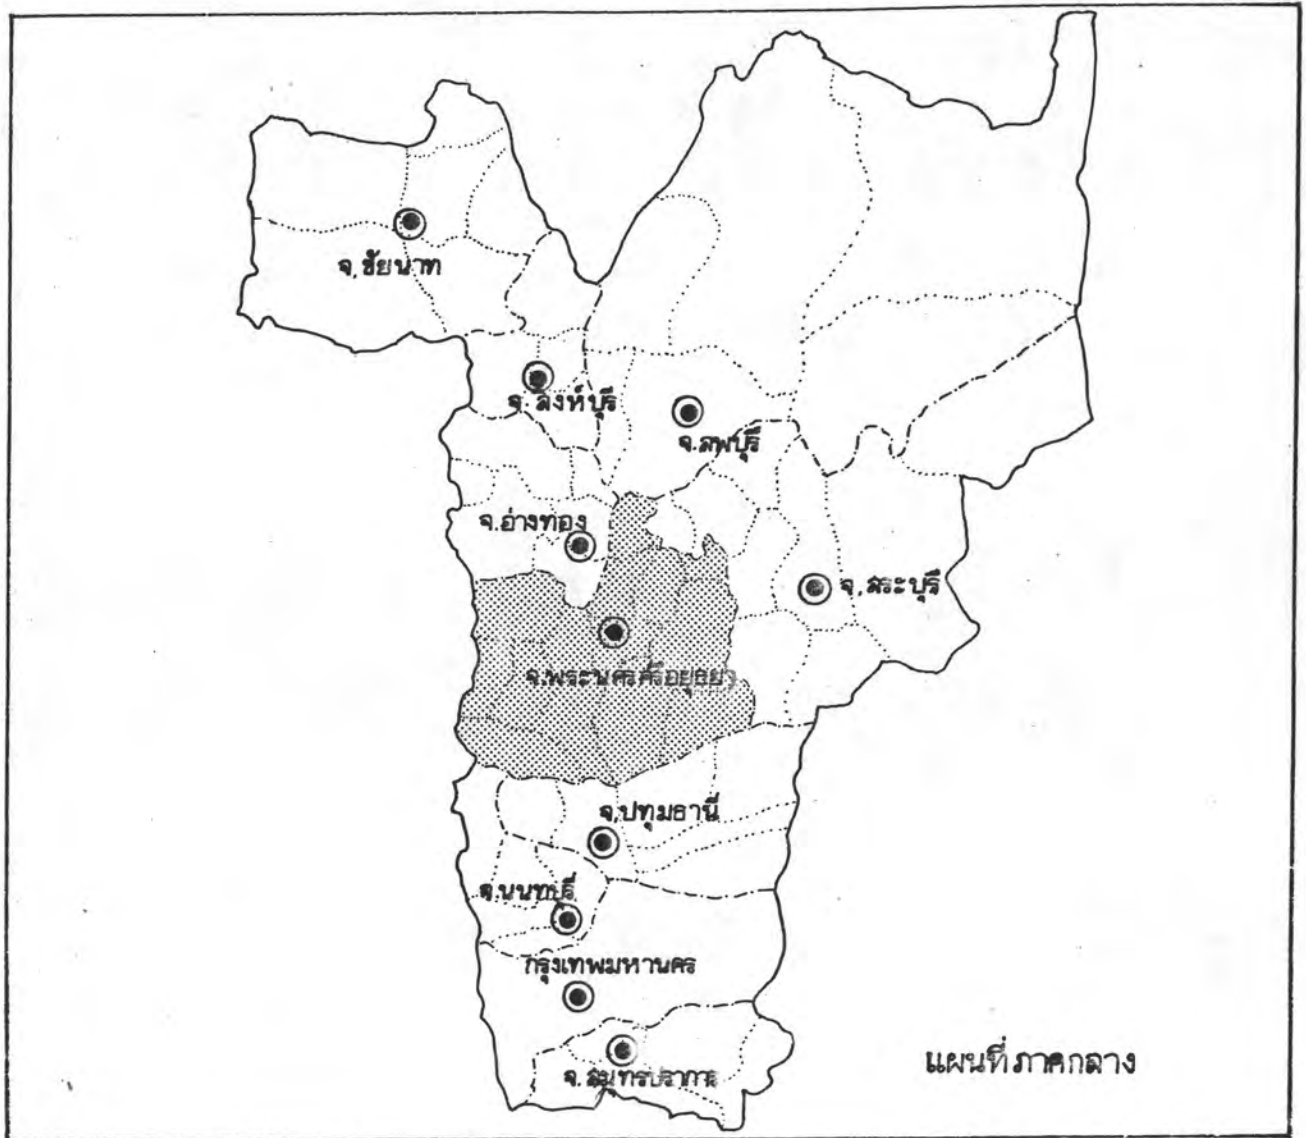 จ.ชัยนาท
จ.สิงห์บุรี
จ.ลพบุรี
จ.อ่างทอง
จ.สระบุรี
จ.พระนครศรีอยุธยา
จ.ปทุมธานี
จ.นนทบุรี
กรุงเทพมหานคร
จ.สมุทรปราการ
แผนที่ภาคกลาง